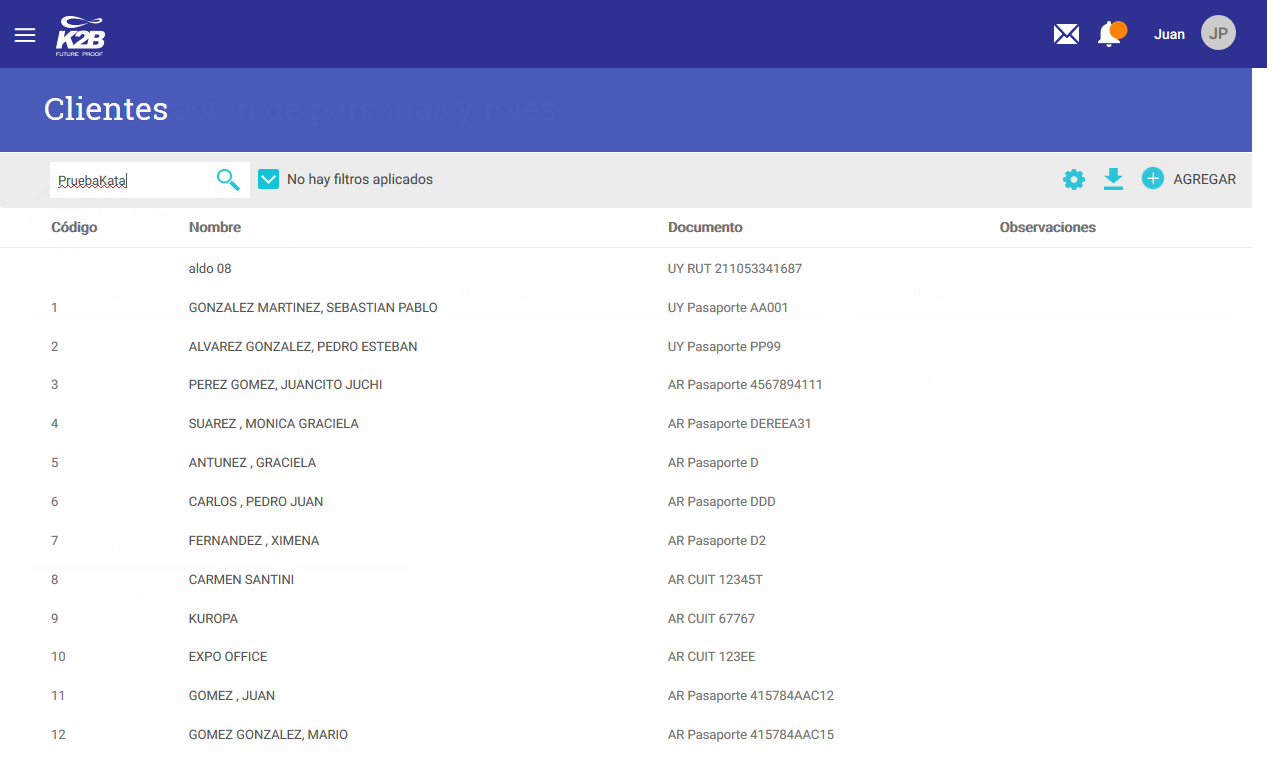 K2B
FUTURE PROOF
Juan
JP
Clientes
PruebaKata
No hay filtros aplicados
AGREGAR
Código Nombre Documento Observaciones
aldo 08 UY RUT 211053341687
1 GONZALEZ MARTINEZ, SEBASTIAN PABLO UY Pasaporte AA001
2 ALVAREZ GONZALEZ, PEDRO ESTEBAN UY Pasaporte PP99
3 PEREZ GOMEZ, JUANCITO JUCHI AR Pasaporte 4567894111
4 SUAREZ , MONICA GRACIELA AR Pasaporte DEREEA31
5 ANTUNEZ , GRACIELA AR Pasaporte D
6 CARLOS , PEDRO JUAN AR Pasaporte DDD
7 FERNANDEZ , XIMENA AR Pasaporte D2
8 CARMEN SANTINI AR CUIT 12345T
9 KUROPA AR CUIT 67767
10 EXPO OFFICE AR CUIT 123EE
11 GOMEZ , JUAN AR Pasaporte 415784AAC12
12 GOMEZ GONZALEZ, MARIO AR Pasaporte 415784AAC15